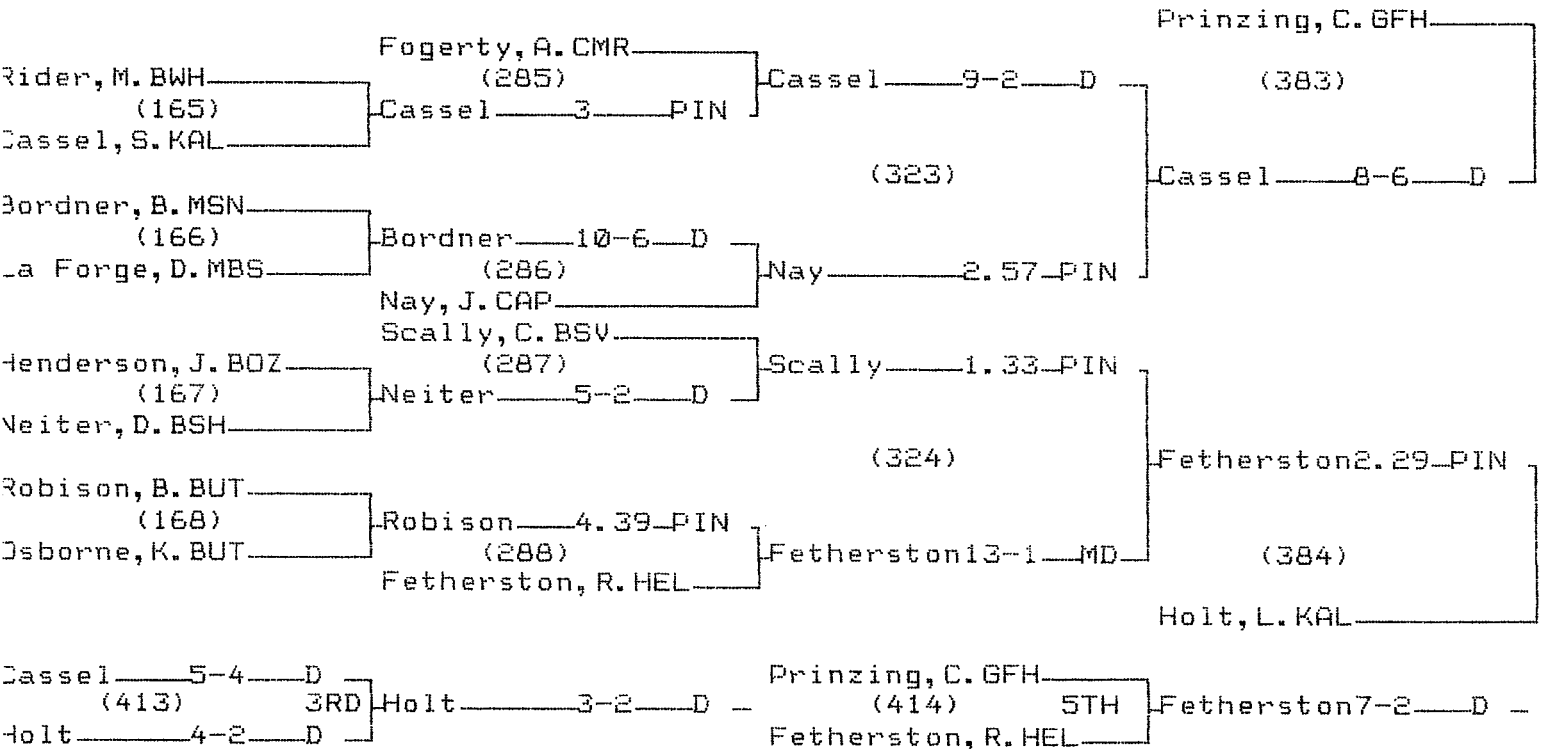 Prinzing, C. GFH
Fogerty, A. CMR
Rider, M. BWH (285) Cassel 9-2 D (383)
(165) Cassel 3 PIN
Cassel, S. KAL
(323) Cassel 8-6 D
Bordner, B. MSN
(166) Bordner 10-6 D
La Forge, D. MBS (286) Nay 2.57 PIN
Nay, J. CAP
Scally, C. BSV
Henderson, J. BOZ (287) Scally 1.33 PIN
(167) Neiter 5-2 D
Neiter, D. BSH
(324) Fetherston 2.29 PIN
Robison, B. BUT
(168) Robison 4.39 PIN
Osborne, K. BUT (288) Fetherston 13-1 MD (384)
Fetherston, R. HEL
Holt, L. KAL
Cassel 5-4 D Prinzing, C. GFH
(413) 3RD Holt 3-2 D (414) 5TH Fetherston 7-2 D
Holt 4-2 D Fetherston, R. HEL